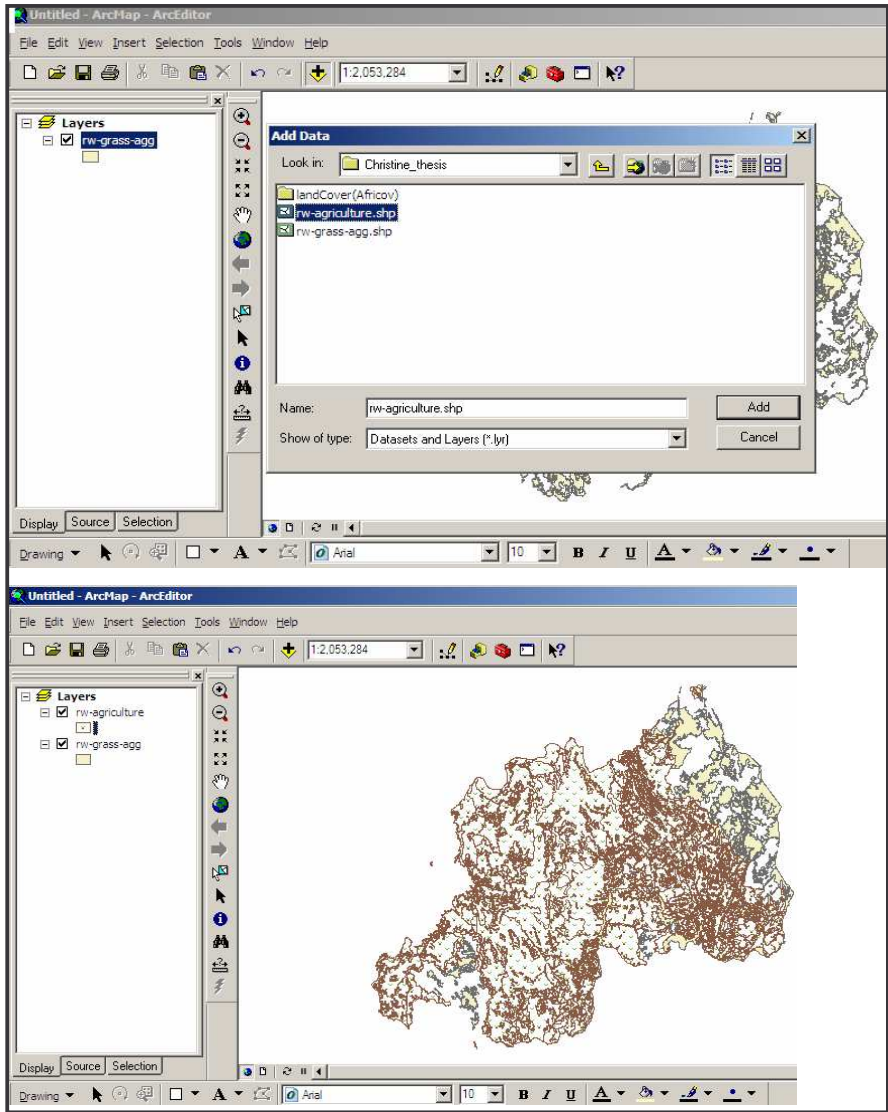 Untitled - ArcMap - ArcEditor
File Edit View Insert Selection Tools Window Help
1:2,053,284
Layers
rw-grass-agg
Add Data
Look in: Christine_thesis
landCover(Africov)
rw-agriculture.shp
rw-grass-agg.shp
Name: rw-agriculture.shp Add
Show of type: Datasets and Layers (*.lyr) Cancel
Display Source Selection
Drawing A Arial 10 B I U A
Untitled - ArcMap - ArcEditor
File Edit View Insert Selection Tools Window Help
1:2,053,284
Layers
rw-agriculture
rw-grass-agg
Display Source Selection
Drawing A Arial 10 B I U A